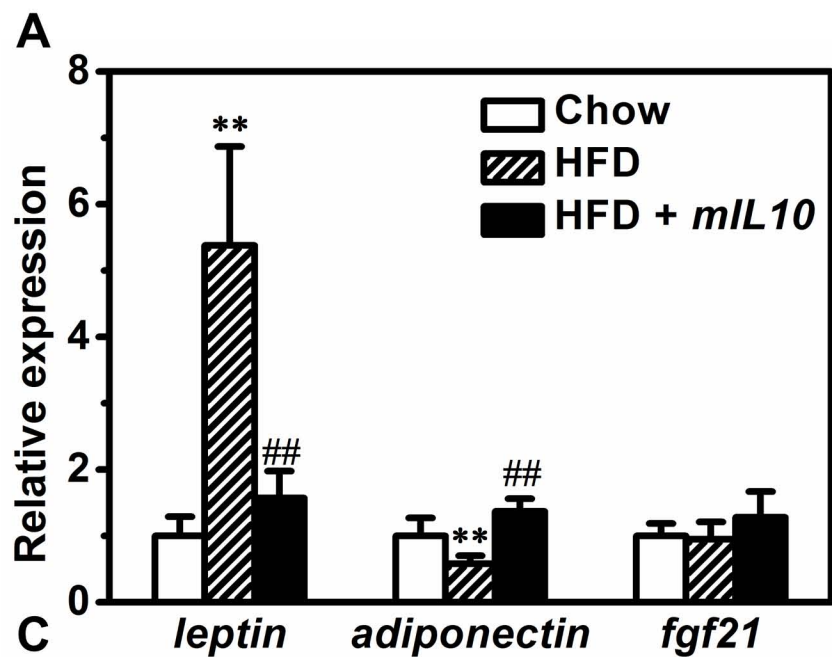 A
8
6
4
2
0
Relative expression
Chow
HFD
HFD + mIL10
**
##
**
##
C
leptin adiponectin fgf21